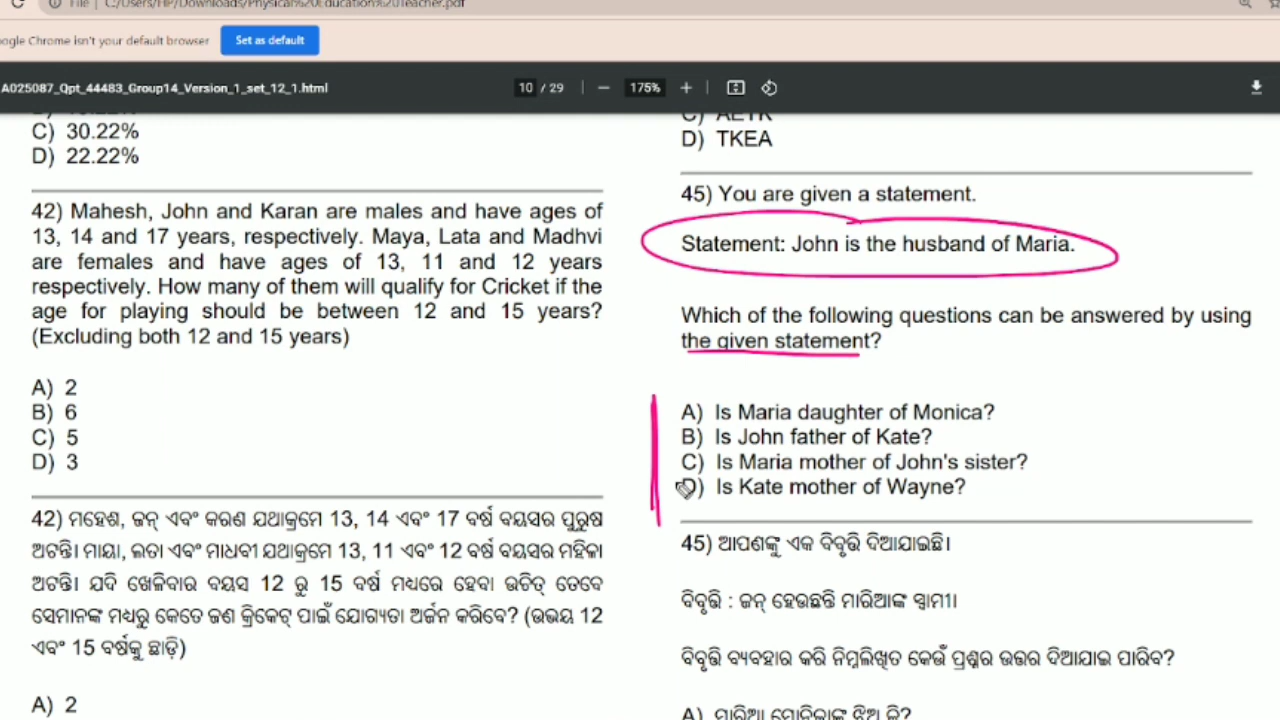 File | C:/Users/HP/Downloads/Physical%20Education%20Teacher.pdf
ogle Chrome isn't your default browser Set as default
A025087_Qpt_44483_Group14_Version_1_set_12_1.html 10 / 29 175%
C) 30.22%
D) 22.22%
42) Mahesh, John and Karan are males and have ages of
13, 14 and 17 years, respectively. Maya, Lata and Madhvi
are females and have ages of 13, 11 and 12 years
respectively. How many of them will qualify for Cricket if the
age for playing should be between 12 and 15 years?
(Excluding both 12 and 15 years)
A) 2
B) 6
C) 5
D) 3
42) ମହେଶ, ଜନ୍ ଏବଂ କରଣ ଯଥାକ୍ରମେ 13, 14 ଏବଂ 17 ବର୍ଷ ବୟସର ପୁରୁଷ
ଅଟନ୍ତି। ମାୟା, ଲତା ଏବଂ ମାଧବୀ ଯଥାକ୍ରମେ 13, 11 ଏବଂ 12 ବର୍ଷ ବୟସର ମହିଳା
ଅଟନ୍ତି। ଯଦି ଖେଳିବାର ବୟସ 12 ରୁ 15 ବର୍ଷ ମଧ୍ୟରେ ହେବା ଉଚିତ୍ ତେବେ
ସେମାନଙ୍କ ମଧ୍ୟରୁ କେତେ ଜଣ କ୍ରିକେଟ୍ ପାଇଁ ଯୋଗ୍ୟତା ଅର୍ଜନ କରିବେ? (ଉଭୟ 12
ଏବଂ 15 ବର୍ଷକୁ ଛାଡ଼ି)
A) 2
C) AETK
D) TKEA
45) You are given a statement.
Statement: John is the husband of Maria.
Which of the following questions can be answered by using
the given statement?
A) Is Maria daughter of Monica?
B) Is John father of Kate?
C) Is Maria mother of John's sister?
D) Is Kate mother of Wayne?
45) ଆପଣଙ୍କୁ ଏକ ବିବୃତ୍ତି ଦିଆଯାଇଛି।
ବିବୃତ୍ତି : ଜନ୍ ହେଉଛନ୍ତି ମାରିଆଙ୍କ ସ୍ୱାମୀ।
ବିବୃତ୍ତି ବ୍ୟବହାର କରି ନିମ୍ନଲିଖିତ କେଉଁ ପ୍ରଶ୍ନର ଉତ୍ତର ଦିଆଯାଇ ପାରିବ?
A) ମାରିଆ ମୋନିକାଙ୍କ ଝିଅ କି?